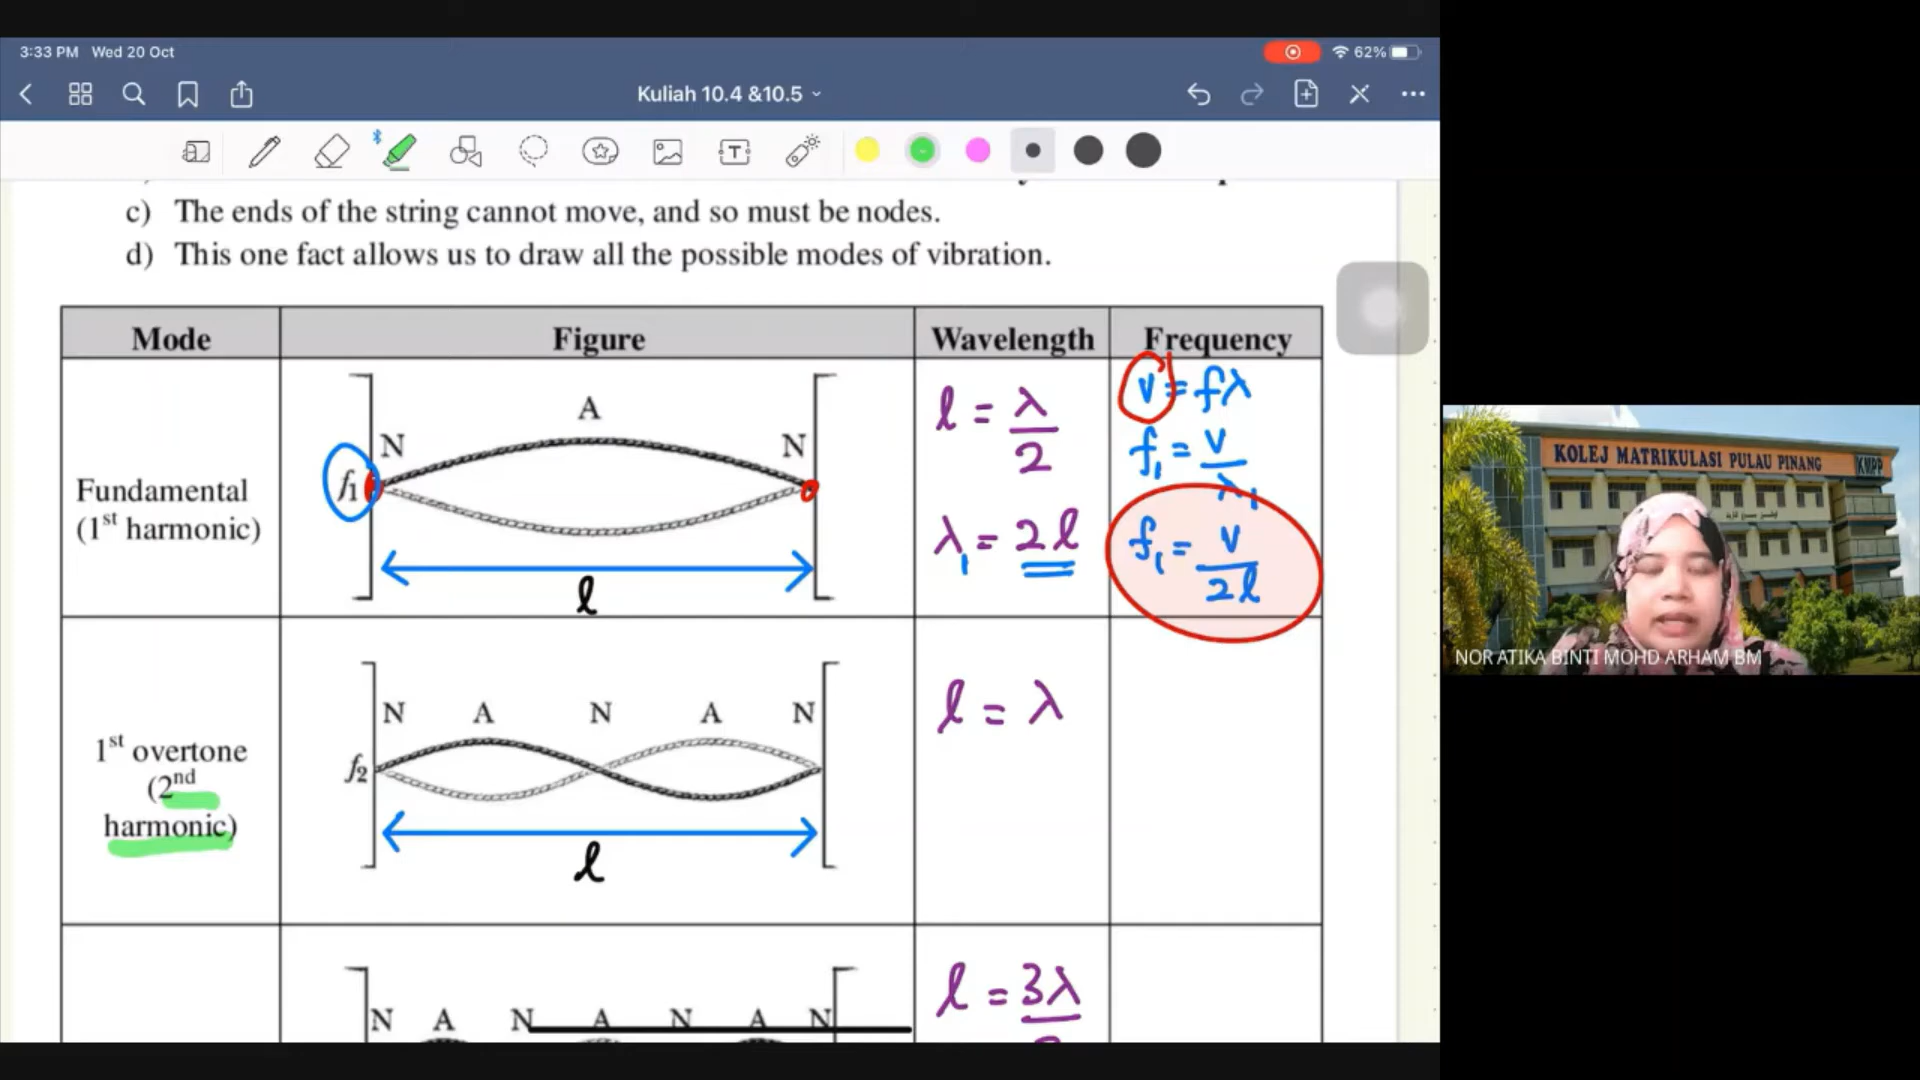 3:33 PM Wed 20 Oct
62%
Kuliah 10.4 &10.5
T
c) The ends of the string cannot move, and so must be nodes.
d) This one fact allows us to draw all the possible modes of vibration.
Mode Figure Wavelength Frequency
Fundamental
(1st harmonic)
f1 N A N
l
l = λ/2
λ1 = 2l
v = fλ
f1 = v/λ1
f1 = v/2l
1st overtone
(2nd
harmonic)
f2 N A N A N
l
l = λ
N A N A N A N
l = 3λ
KOLEJ MATRIKULASI PULAU PINANG KMPP
NOR ATIKA BINTI MOHD ARHAM BM